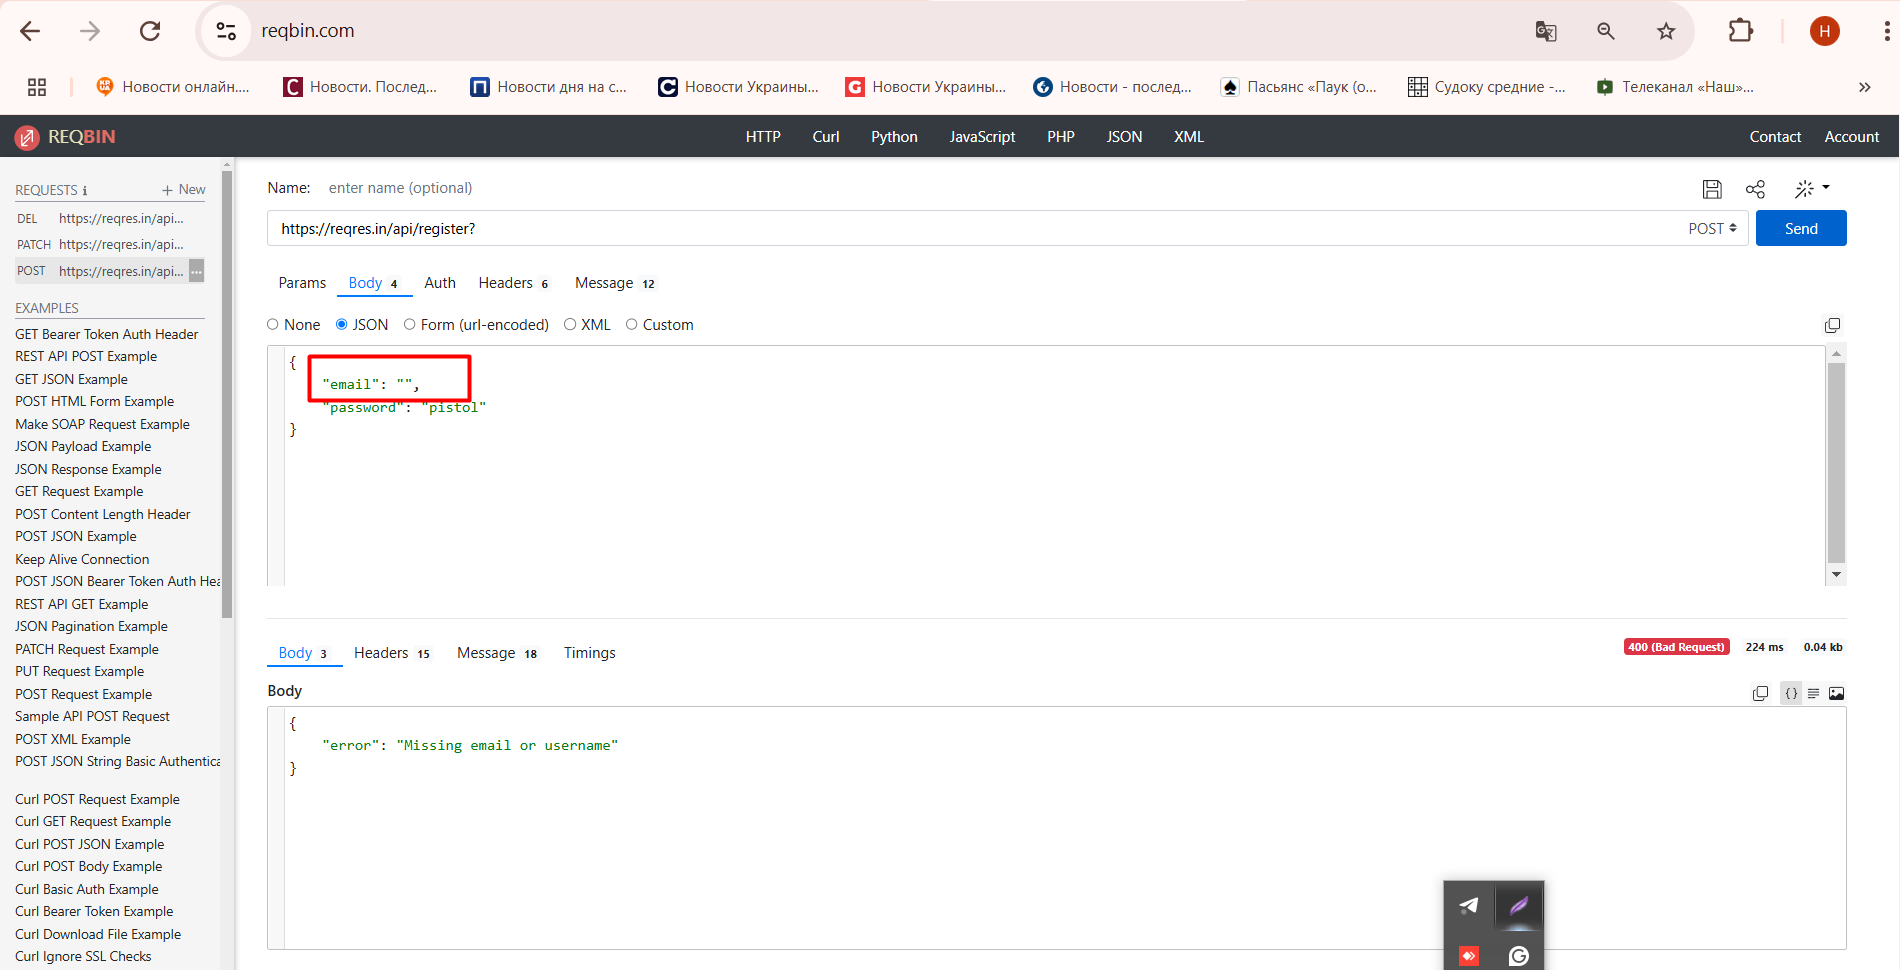 reqbin.com
H
Новости онлайн....
Новости. Послед...
Новости дня на с...
Новости Украины...
Новости Украины...
Новости - послед...
Пасьянс «Паук (о...
Судоку средние -...
Телеканал «Наш»...
REQBIN
HTTP Curl Python JavaScript PHP JSON XML
Contact Account
REQUESTS
+ New
DEL https://reqres.in/api...
PATCH https://reqres.in/api...
POST https://reqres.in/api...
EXAMPLES
GET Bearer Token Auth Header
REST API POST Example
GET JSON Example
POST HTML Form Example
Make SOAP Request Example
JSON Payload Example
JSON Response Example
GET Request Example
POST Content Length Header
POST JSON Example
Keep Alive Connection
POST JSON Bearer Token Auth Hea
REST API GET Example
JSON Pagination Example
PATCH Request Example
PUT Request Example
POST Request Example
Sample API POST Request
POST XML Example
POST JSON String Basic Authentica
Curl POST Request Example
Curl GET Request Example
Curl POST JSON Example
Curl POST Body Example
Curl Basic Auth Example
Curl Bearer Token Example
Curl Download File Example
Curl Ignore SSL Checks
Name: enter name (optional)
https://reqres.in/api/register?
POST
Send
Params Body 4 Auth Headers 6 Message 12
None JSON Form (url-encoded) XML Custom
{
"email": "",
"password": "pistol"
}
Body 3 Headers 15 Message 18 Timings
400 (Bad Request) 224 ms 0.04 kb
Body
{
"error": "Missing email or username"
}